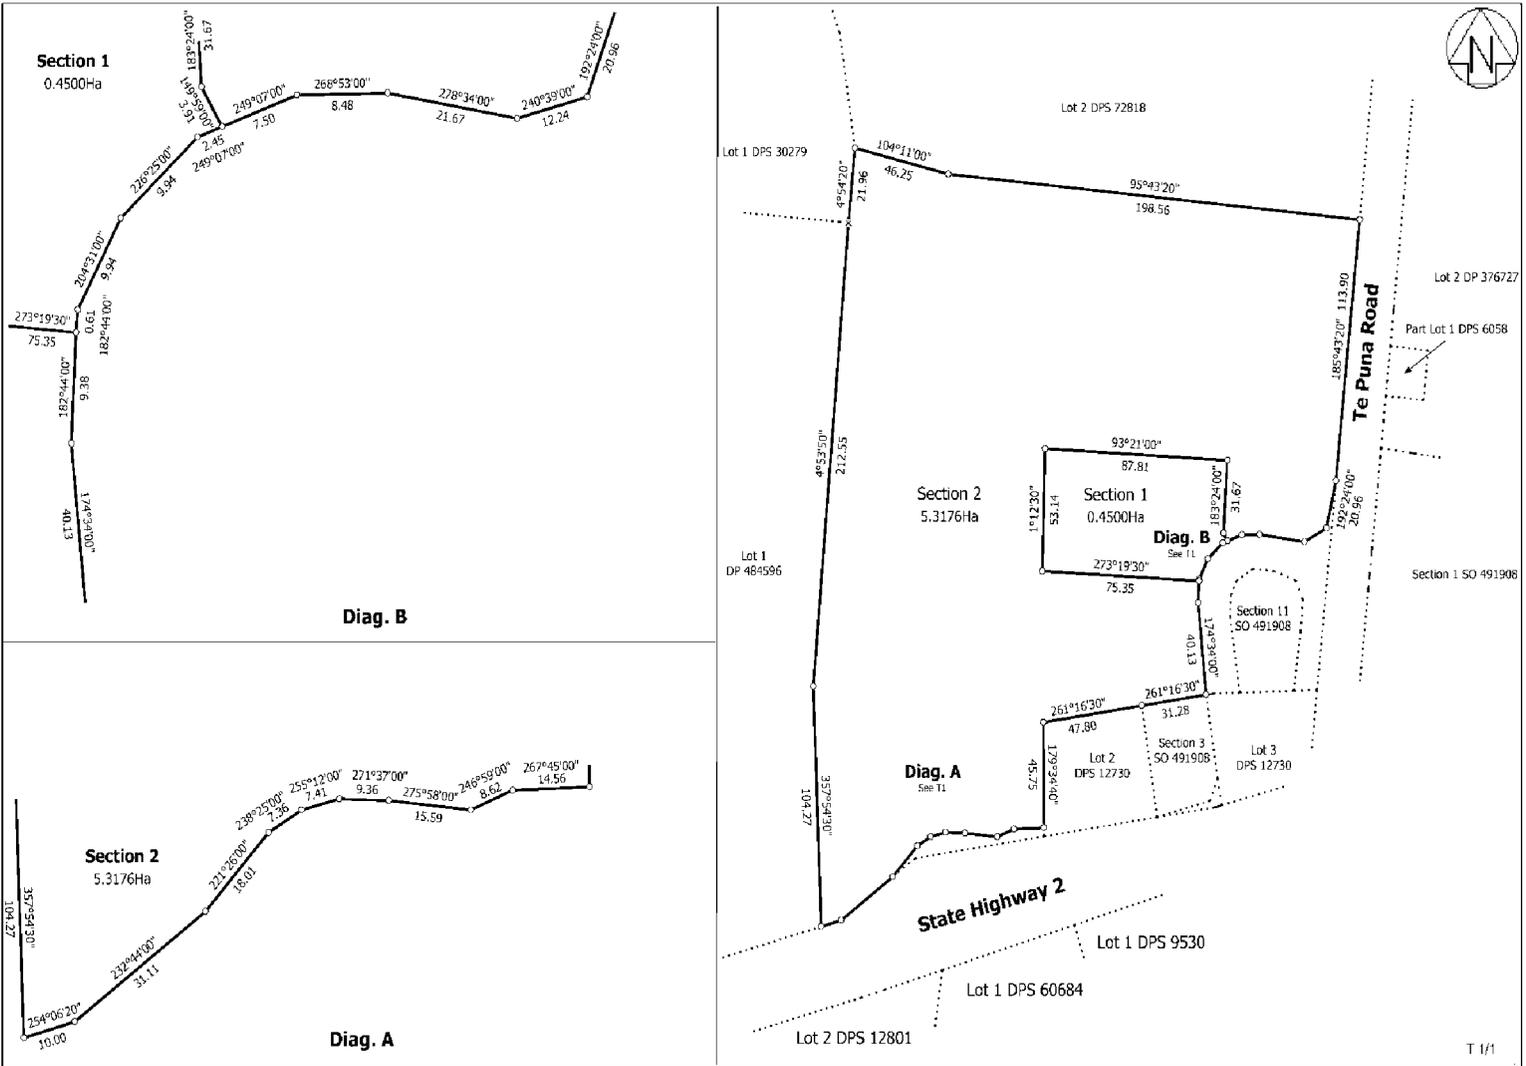 Section 1
0.4500Ha
183°24'00"
31.67
149°59'00"
3.91
249°07'00"
7.50
268°53'00"
8.48
278°34'00"
21.67
240°39'00"
12.24
192°24'00"
20.96
2.45
249°07'00"
226°25'00"
9.94
204°31'00"
9.94
0.61
182°44'00"
273°19'30"
75.35
182°44'00"
9.38
174°34'00"
40.13
Diag. B
Section 2
5.3176Ha
357°54'30"
104.27
254°06'20"
10.00
232°44'00"
31.11
221°26'00"
18.01
238°25'00"
7.36
255°12'00"
7.41
271°37'00"
9.36
275°58'00"
15.59
246°59'00"
8.62
267°45'00"
14.56
Diag. A
N
Lot 2 DPS 72818
Lot 1 DPS 30279
104°11'00"
46.25
4°54'20"
21.96
95°43'20"
198.56
Lot 2 DP 376727
Part Lot 1 DPS 6058
185°43'20"
113.90
Te Puna Road
4°53'50"
212.55
93°21'00"
87.81
Section 2
5.3176Ha
Section 1
0.4500Ha
1°12'30"
53.14
183°24'00"
31.67
192°24'00"
20.96
Diag. B
See T1
273°19'30"
75.35
Lot 1
DP 484596
Section 1 SO 491908
Section 11
SO 491908
174°34'00"
40.13
261°16'30"
31.28
261°16'30"
47.80
Section 3
SO 491908
Lot 2
DPS 12730
Lot 3
DPS 12730
179°34'40"
45.75
Diag. A
See T1
357°54'30"
104.27
State Highway 2
Lot 1 DPS 9530
Lot 1 DPS 60684
Lot 2 DPS 12801
T 1/1